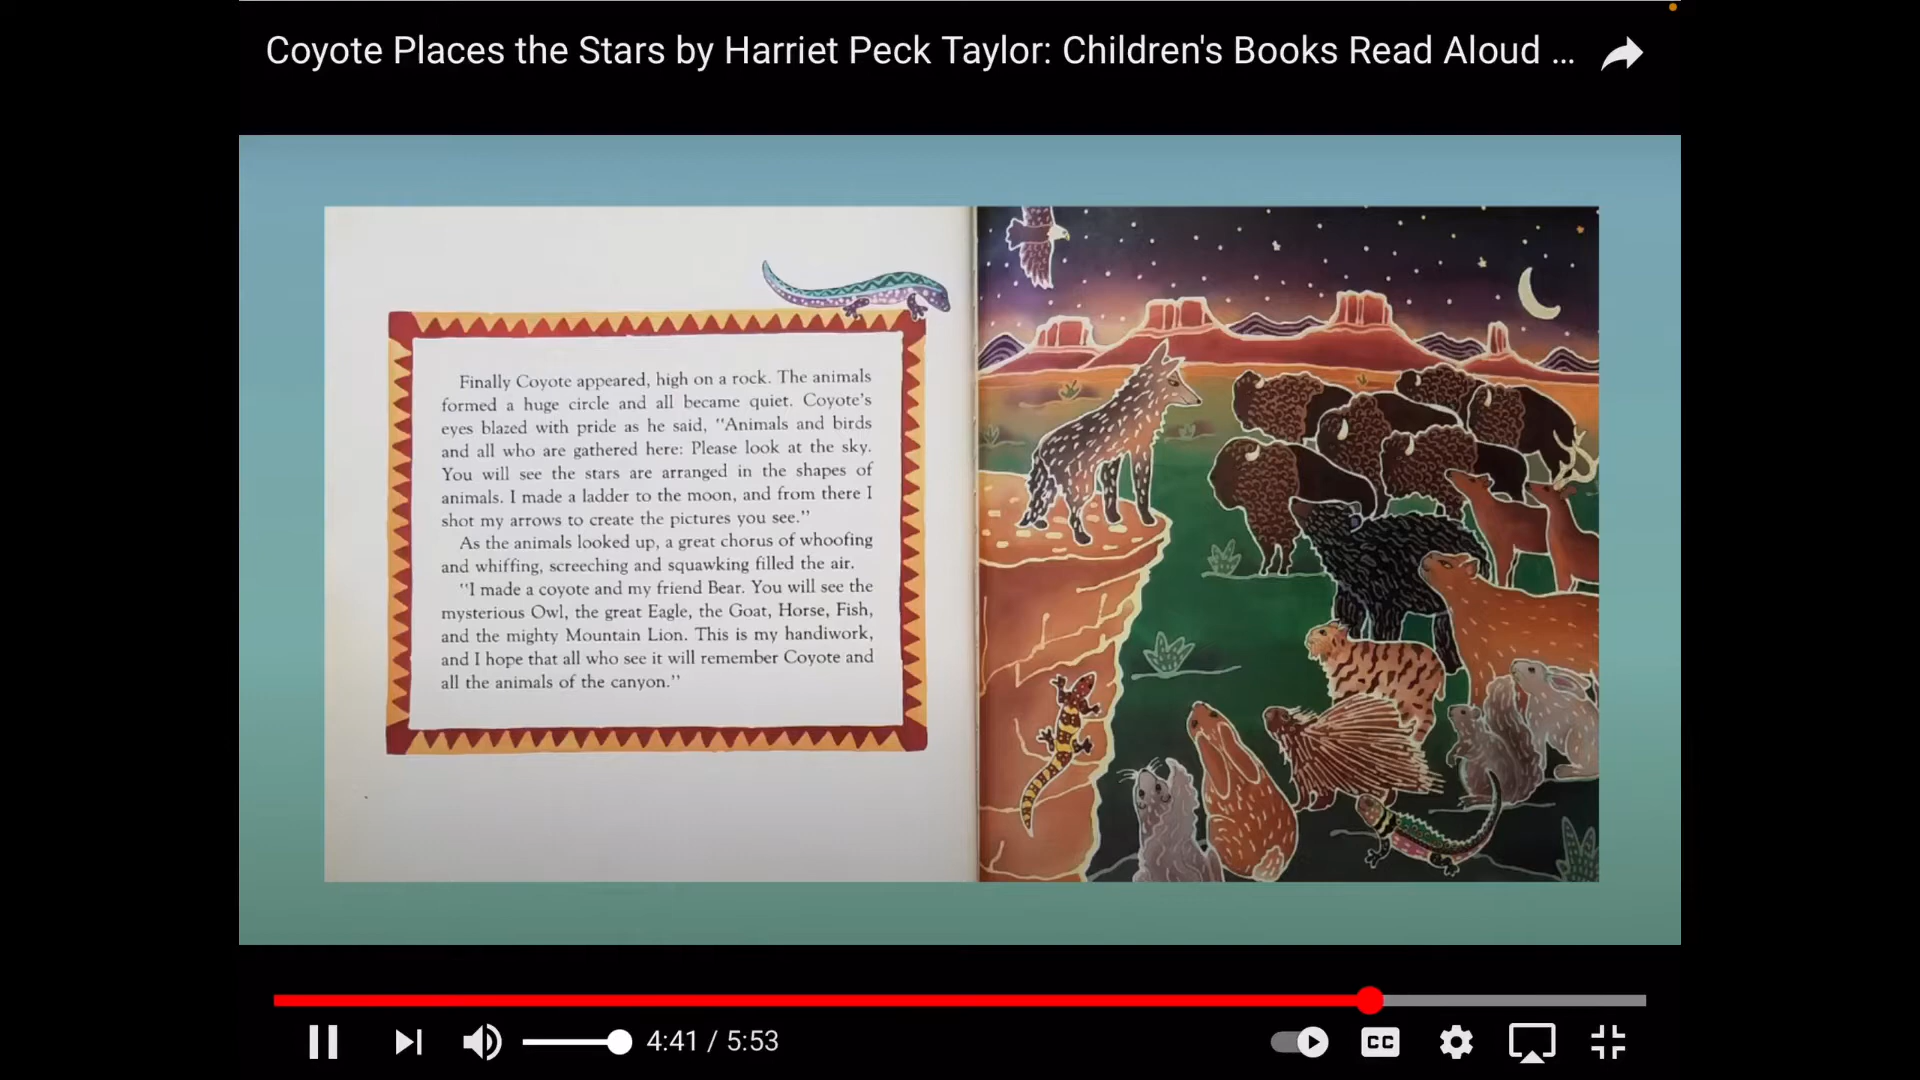 Coyote Places the Stars by Harriet Peck Taylor: Children's Books Read Aloud ...
Finally Coyote appeared, high on a rock. The animals
formed a huge circle and all became quiet. Coyote's
eyes blazed with pride as he said, "Animals and birds
and all who are gathered here: Please look at the sky.
You will see the stars are arranged in the shapes of
animals. I made a ladder to the moon, and from there I
shot my arrows to create the pictures you see."
As the animals looked up, a great chorus of whoofing
and whiffing, screeching and squawking filled the air.
"I made a coyote and my friend Bear. You will see the
mysterious Owl, the great Eagle, the Goat, Horse, Fish,
and the mighty Mountain Lion. This is my handiwork,
and I hope that all who see it will remember Coyote and
all the animals of the canyon."
4:41 / 5:53
CC